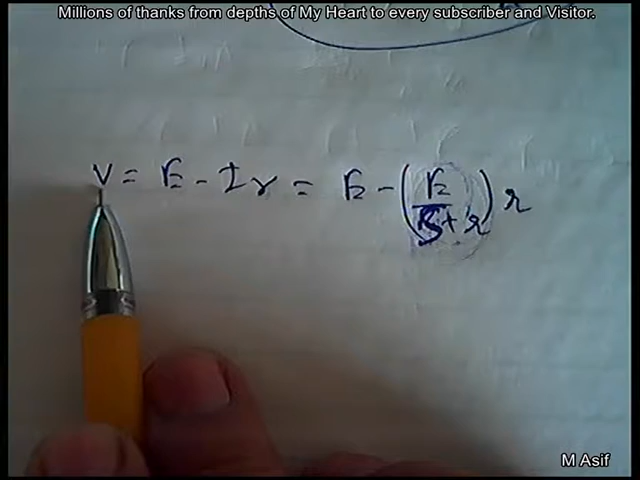 Millions of thanks from depths of My Heart to every subscriber and Visitor.
V = E - Ir = E - (E/S+r) r
M Asif